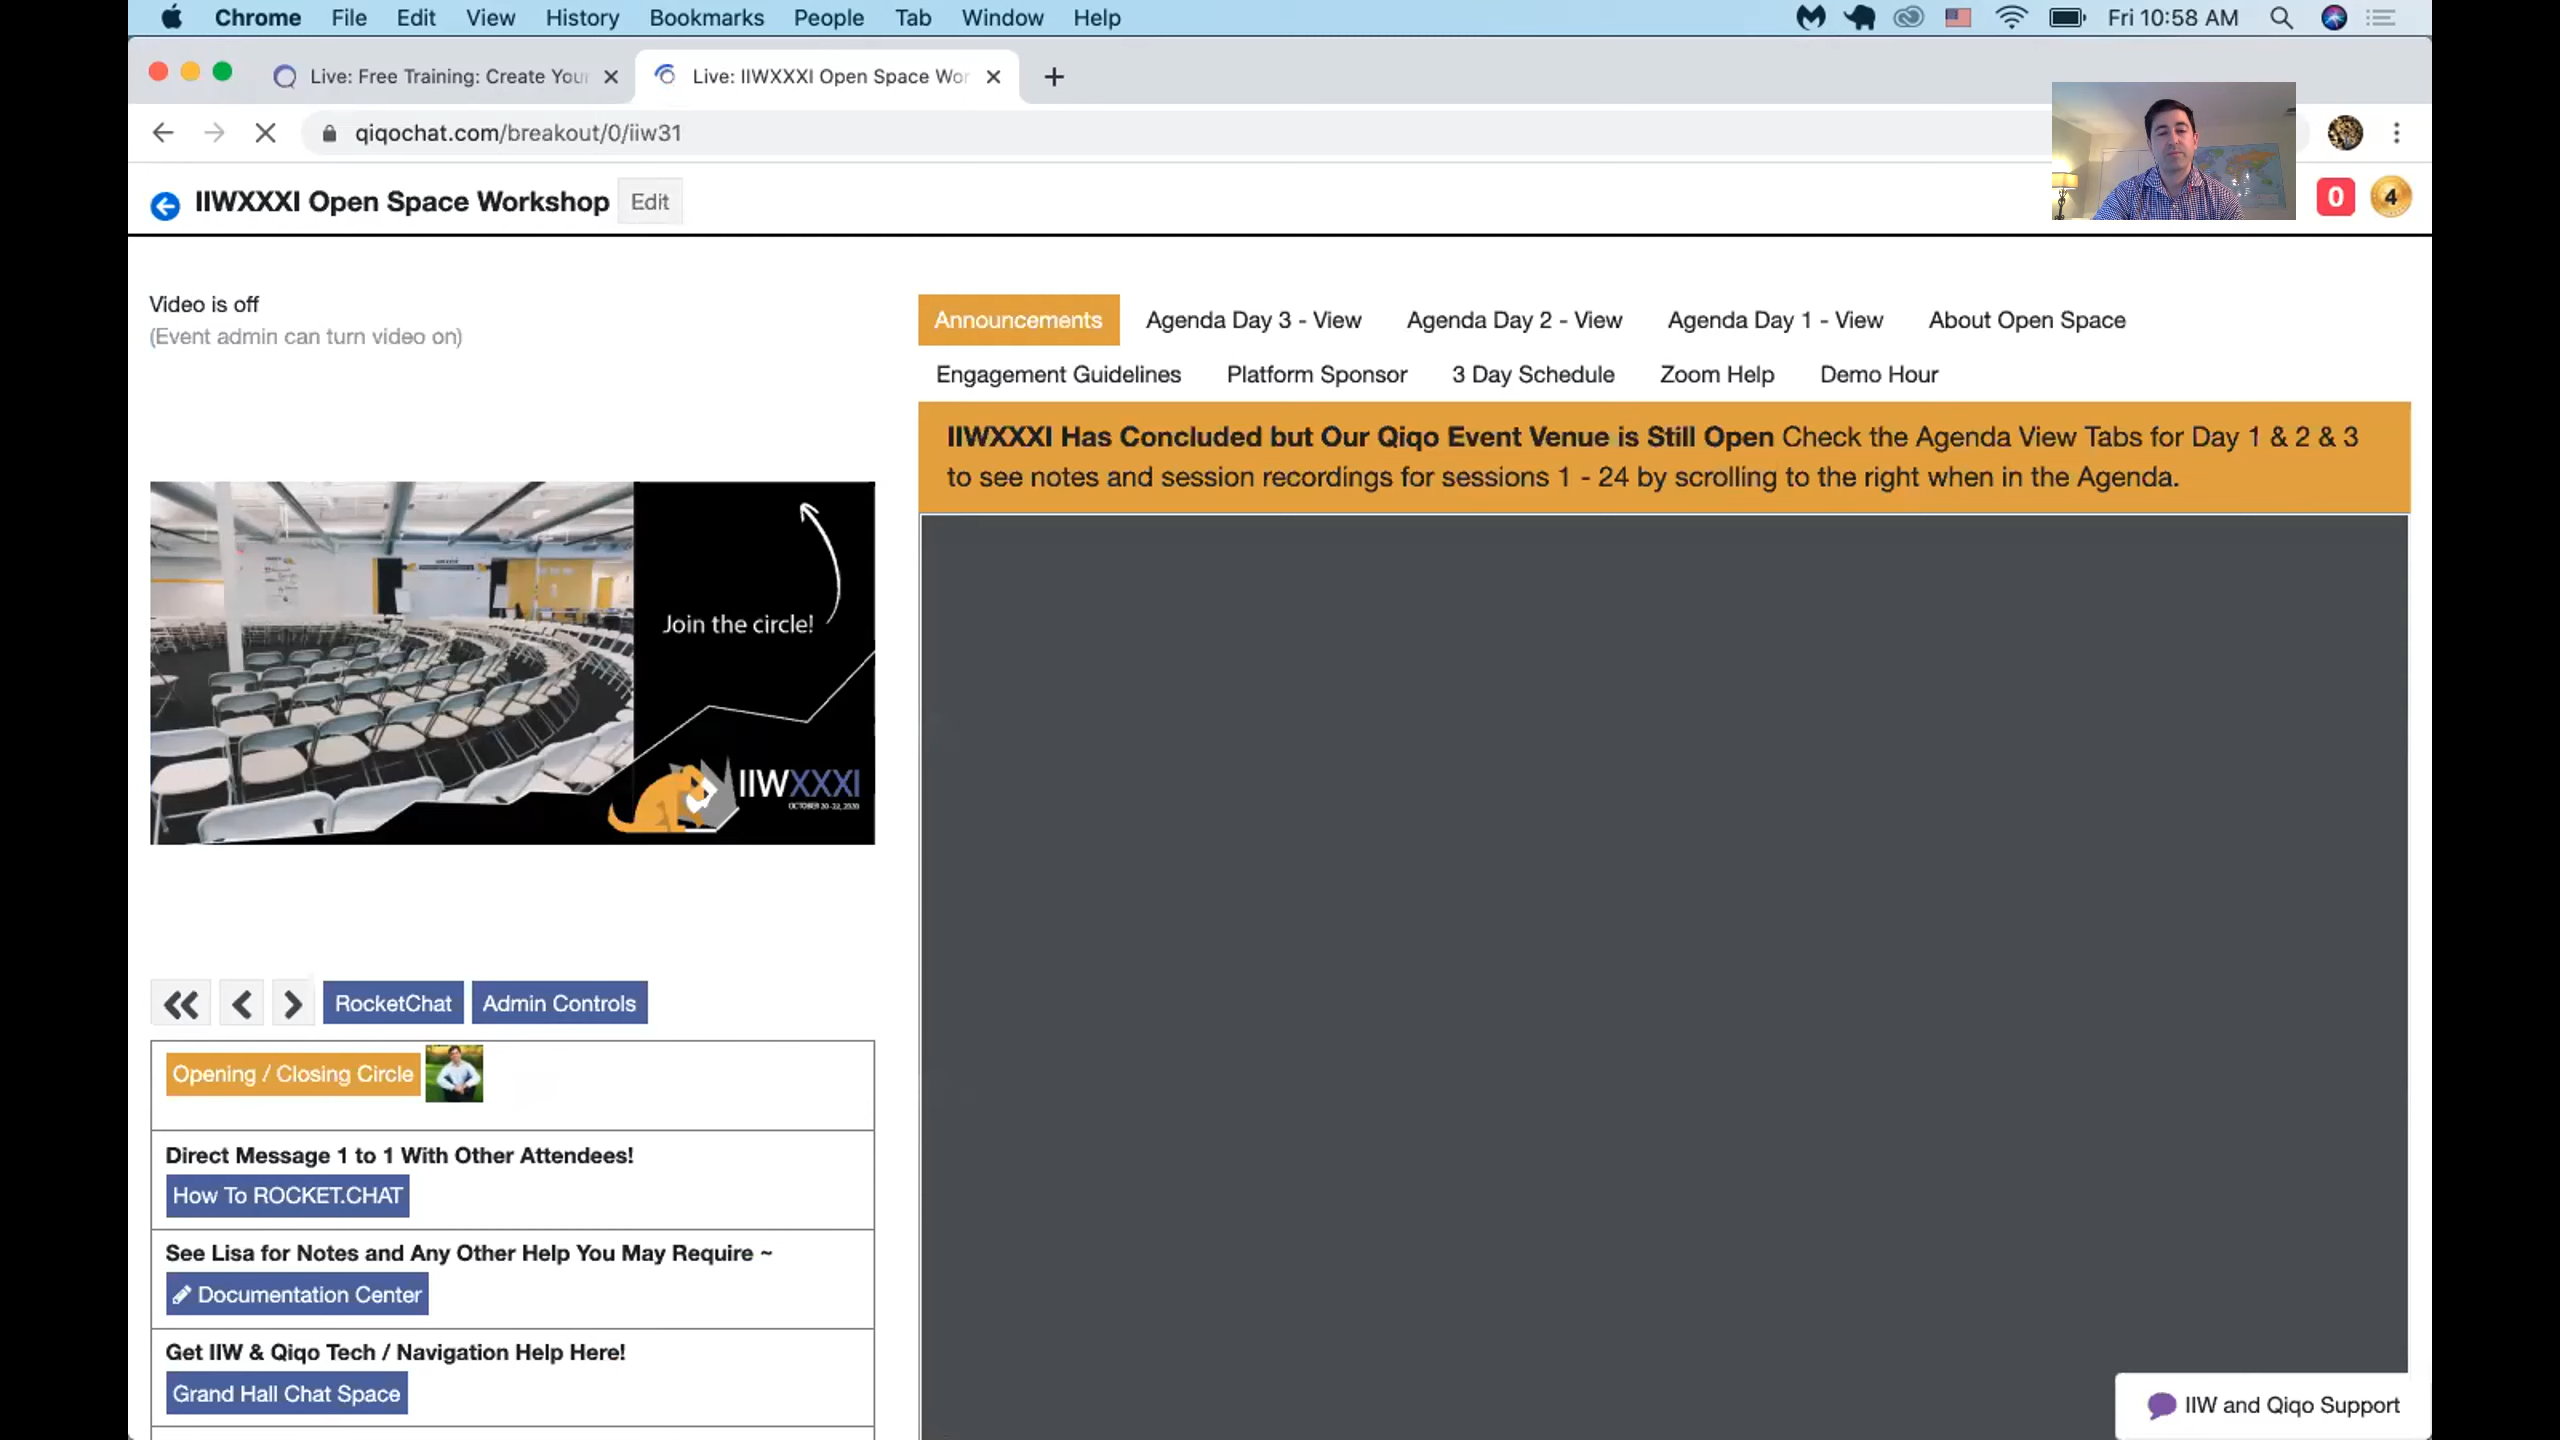 Chrome File Edit View History Bookmarks People Tab Window Help Fri 10:58 AM
Live: Free Training: Create Your
Live: IIWXXXI Open Space Wor
qiqochat.com/breakout/0/iiw31
IIWXXXI Open Space Workshop Edit
0 4
Video is off
(Event admin can turn video on)
Join the circle!
IIWXXXI
OCTOBER 20-22, 2020
RocketChat Admin Controls
Opening / Closing Circle
Direct Message 1 to 1 With Other Attendees!
How To ROCKET.CHAT
See Lisa for Notes and Any Other Help You May Require ~
Documentation Center
Get IIW & Qiqo Tech / Navigation Help Here!
Grand Hall Chat Space
Announcements Agenda Day 3 - View Agenda Day 2 - View Agenda Day 1 - View About Open Space
Engagement Guidelines Platform Sponsor 3 Day Schedule Zoom Help Demo Hour
IIWXXXI Has Concluded but Our Qiqo Event Venue is Still Open Check the Agenda View Tabs for Day 1 & 2 & 3
to see notes and session recordings for sessions 1 - 24 by scrolling to the right when in the Agenda.
IIW and Qiqo Support